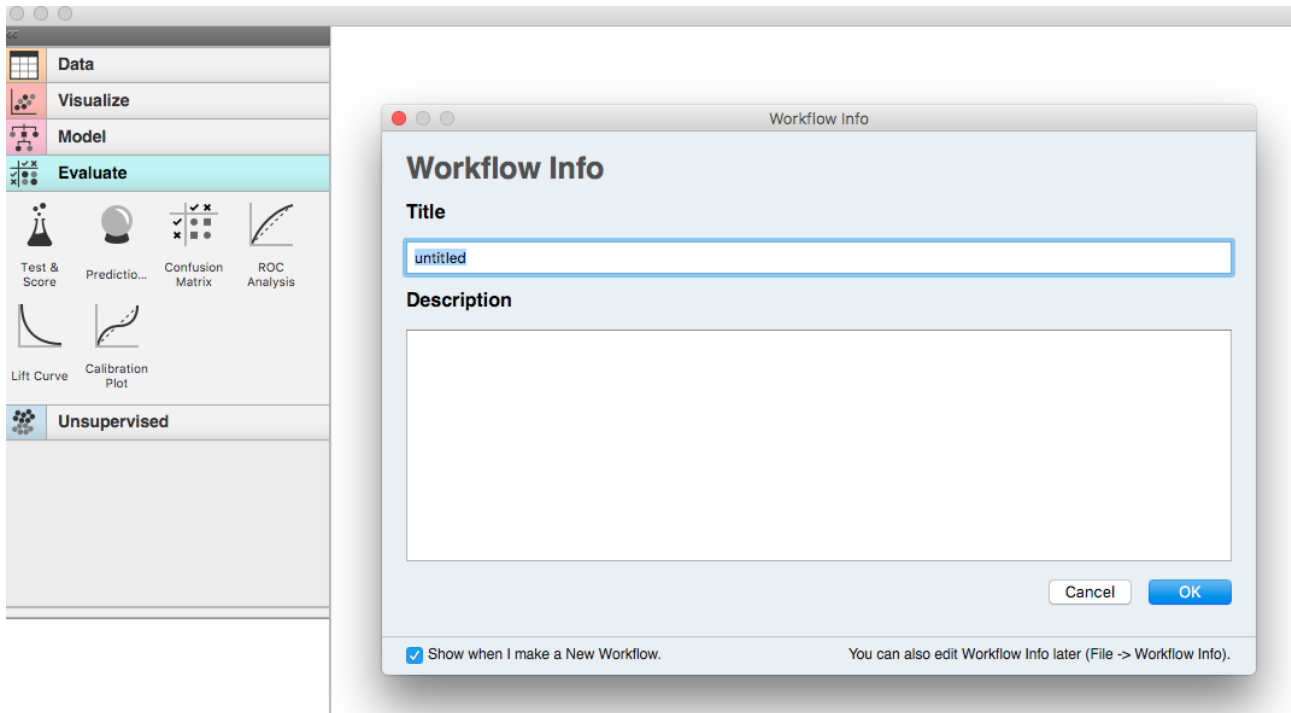 Data
Visualize
Model
Evaluate
Test &
Score
Predictio...
Confusion
Matrix
ROC
Analysis
Lift Curve
Calibration
Plot
Unsupervised
Workflow Info
Workflow Info
Title
untitled
Description
Cancel
OK
Show when I make a New Workflow.
You can also edit Workflow Info later (File -> Workflow Info).